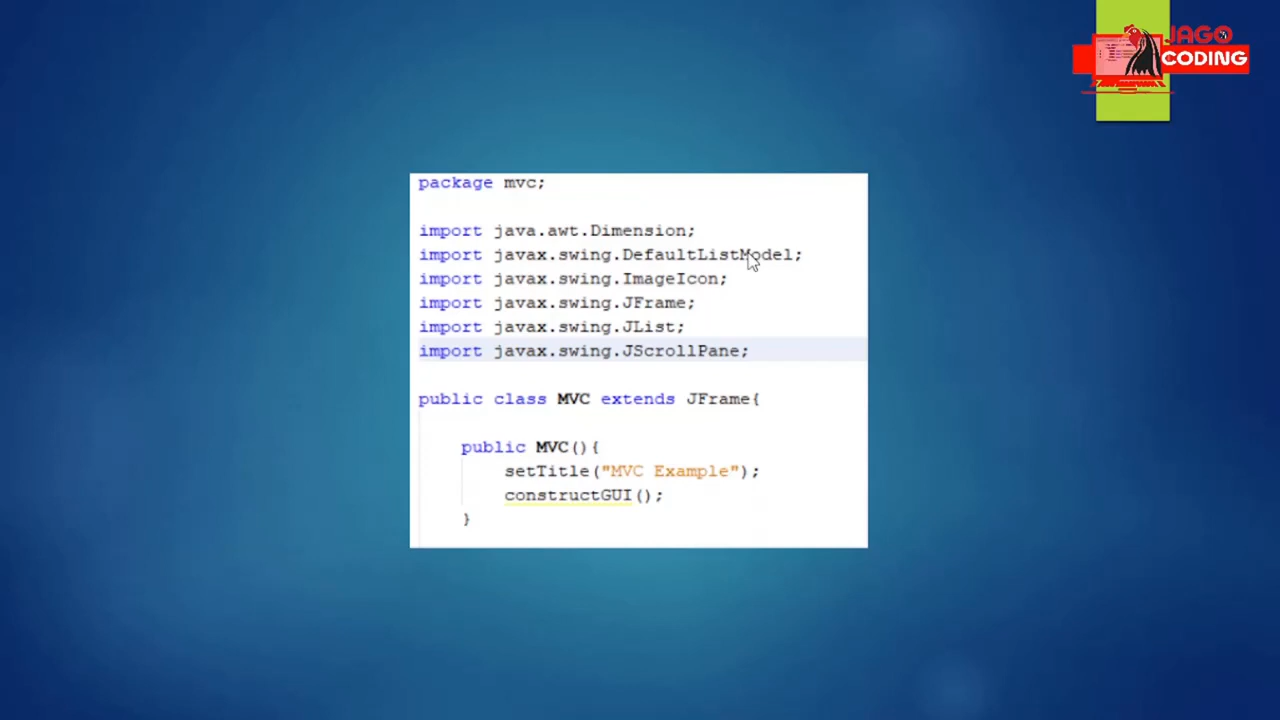 JAGO
CODING
package mvc;
import java.awt.Dimension;
import javax.swing.DefaultListModel;
import javax.swing.ImageIcon;
import javax.swing.JFrame;
import javax.swing.JList;
import javax.swing.JScrollPane;
public class MVC extends JFrame{
public MVC(){
setTitle("MVC Example");
constructGUI();
}